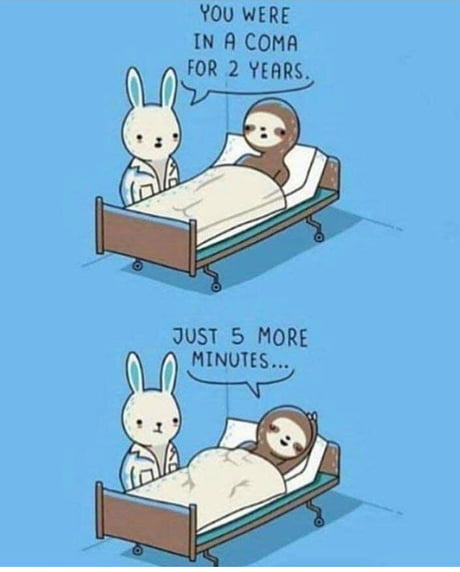 YOU WERE
IN A COMA
FOR 2 YEARS.
JUST 5 MORE
MINUTES...